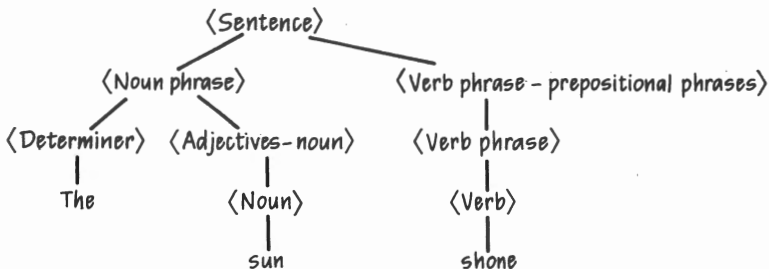 ⟨Sentence⟩
⟨Noun phrase⟩ ⟨Verb phrase – prepositional phrases⟩
⟨Determiner⟩ ⟨Adjectives–noun⟩ ⟨Verb phrase⟩
The ⟨Noun⟩ ⟨Verb⟩
sun shone